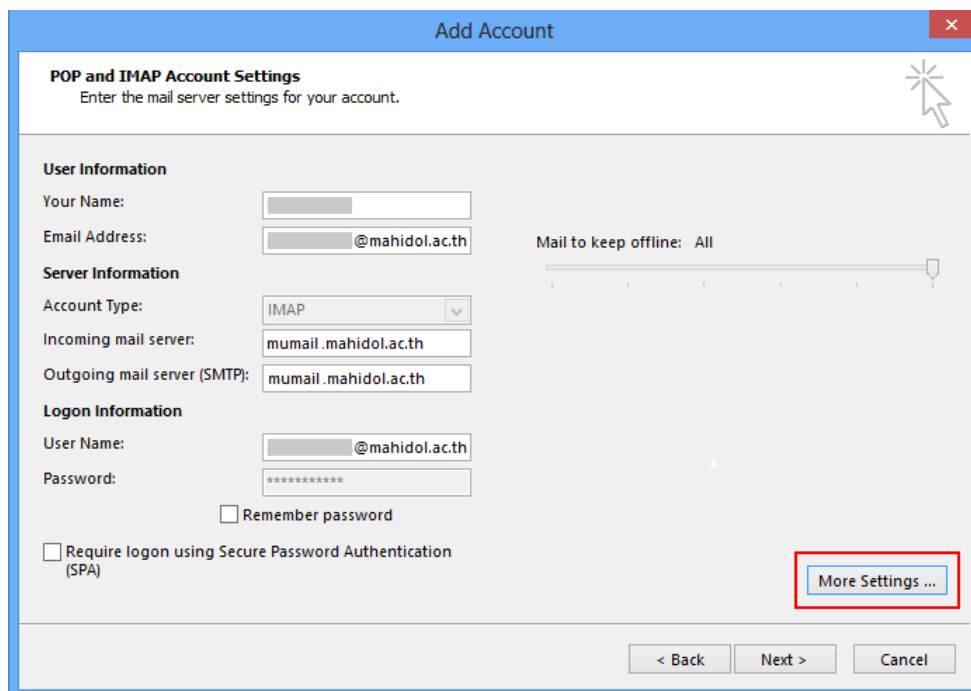 Add Account
POP and IMAP Account Settings
Enter the mail server settings for your account.
User Information
Your Name:
Email Address: @mahidol.ac.th
Mail to keep offline: All
Server Information
Account Type: IMAP
Incoming mail server: mumail.mahidol.ac.th
Outgoing mail server (SMTP): mumail.mahidol.ac.th
Logon Information
User Name: @mahidol.ac.th
Password: ***********
Remember password
Require logon using Secure Password Authentication
(SPA)
More Settings ...
< Back Next > Cancel